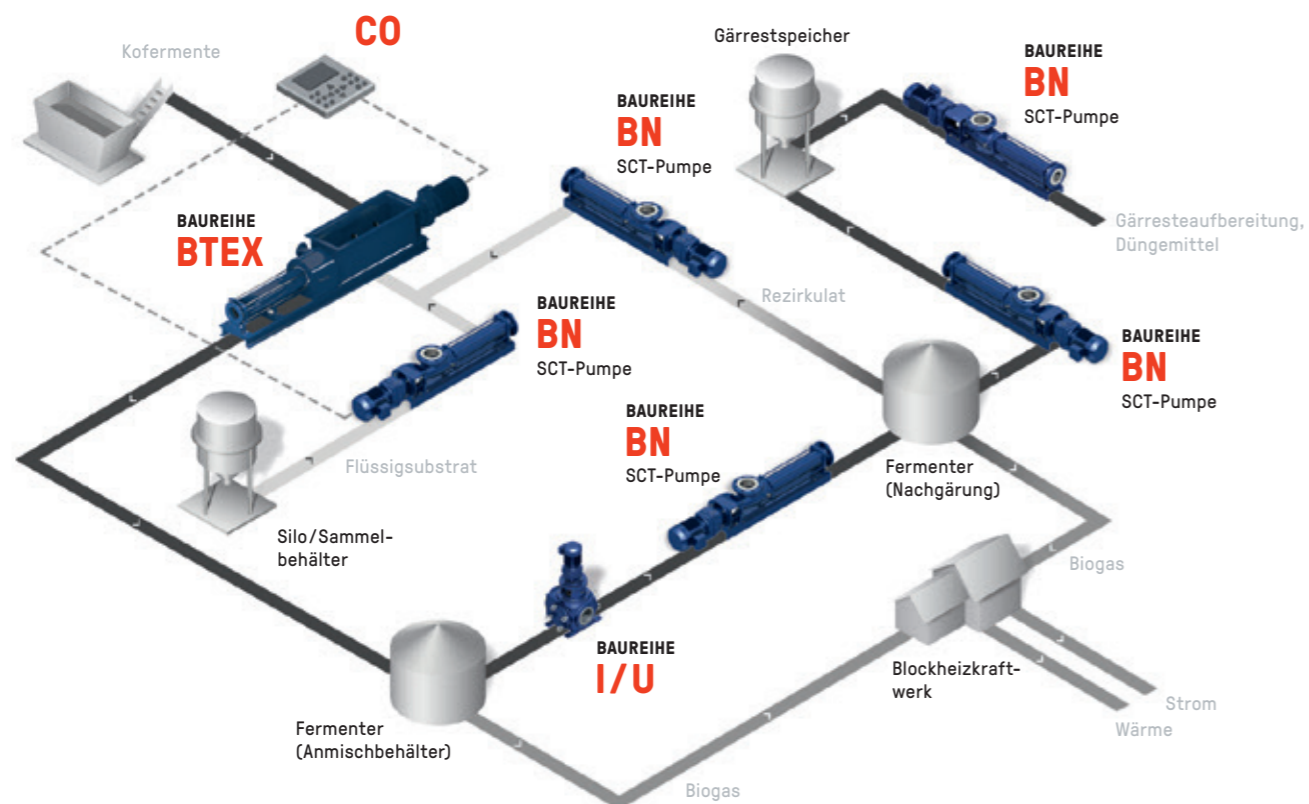 CO
Kofermente
Gärrestspeicher
BAUREIHE
BN
SCT-Pumpe
BAUREIHE
BN
SCT-Pumpe
BAUREIHE
BTEX
Gärresteaufbereitung,
Düngemittel
Rezirkulat
BAUREIHE
BN
SCT-Pumpe
BAUREIHE
BN
SCT-Pumpe
BAUREIHE
BN
SCT-Pumpe
Flüssigsubstrat
Fermenter
(Nachgärung)
Silo/Sammel-
behälter
Biogas
BAUREIHE
I/U
Blockheizkraft-
werk
Strom
Wärme
Fermenter
(Anmischbehälter)
Biogas